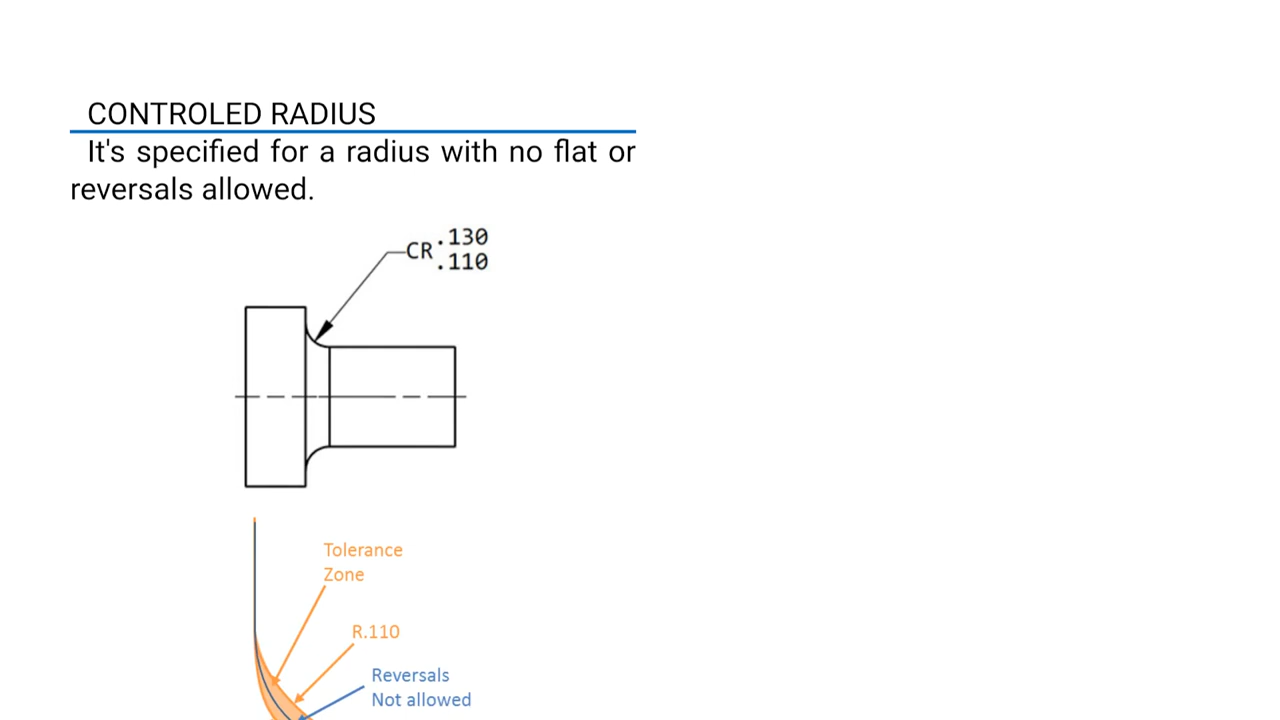 CONTROLED RADIUS
It's specified for a radius with no flat or
reversals allowed.
CR .130
.110
Tolerance
Zone
R.110
Reversals
Not allowed